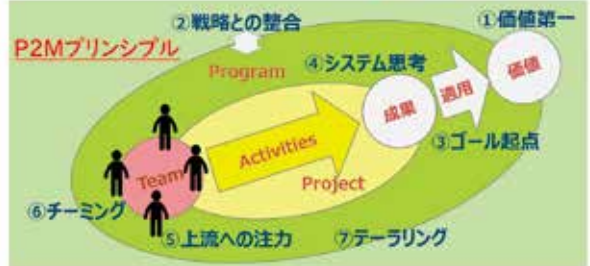 ②戦略との整合
①価値第一
P2Mプリンシプル
Program
④システム思考
価値
適用
成果
Activities
③ゴール起点
Team
Project
⑥チーミング
⑤上流への注力
⑦テーラリング